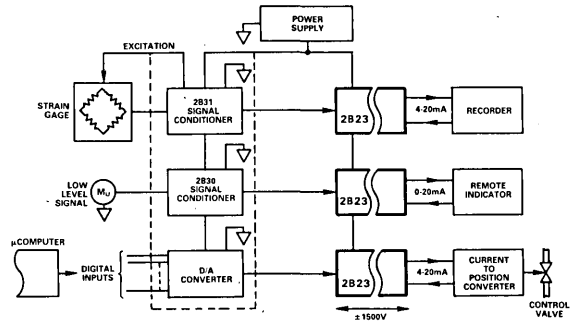 POWER
SUPPLY
EXCITATION
STRAIN
GAGE
2B31
SIGNAL
CONDITIONER
2B23
4-20mA
RECORDER
LOW
LEVEL
SIGNAL
MU
2B30
SIGNAL
CONDITIONER
2B23
0-20mA
REMOTE
INDICATOR
μCOMPUTER
DIGITAL
INPUTS
D/A
CONVERTER
2B23
4-20mA
CURRENT
TO
POSITION
CONVERTER
±1500V
CONTROL
VALVE